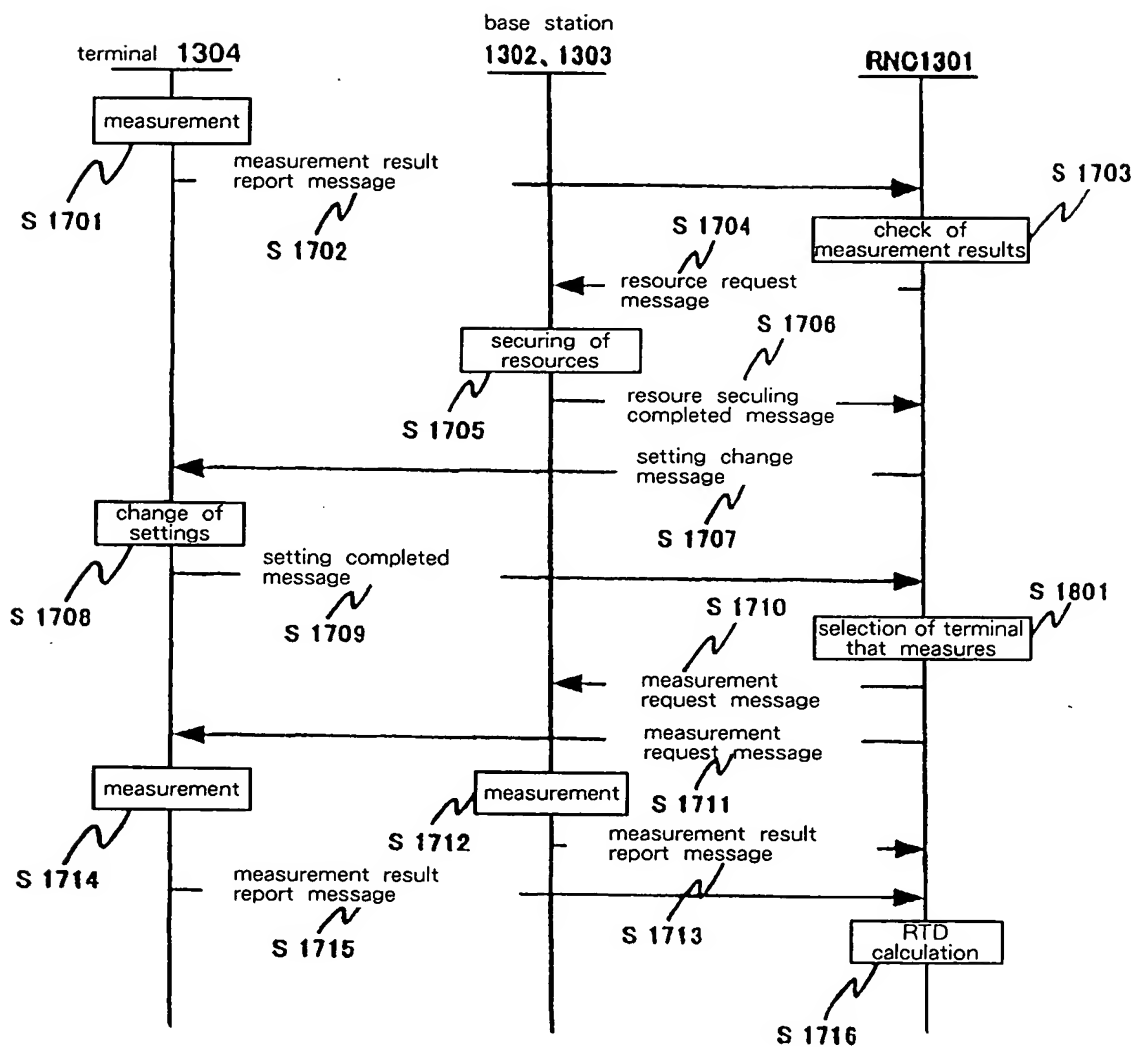 base station
terminal 1304
1302、1303
RNC1301
measurement
measurement result
report message
S 1701
S 1702
S 1703
check of
measurement results
S 1704
resource request
message
securing of
resources
S 1705
S 1706
resoure seculing
completed message
setting change
message
S 1707
change of
settings
S 1708
setting completed
message
S 1709
S 1710
S 1801
selection of terminal
that measures
measurement
request message
measurement
request message
S 1711
measurement
measurement
S 1712
S 1714
measurement result
report message
S 1713
measurement result
report message
S 1715
RTD
calculation
S 1716